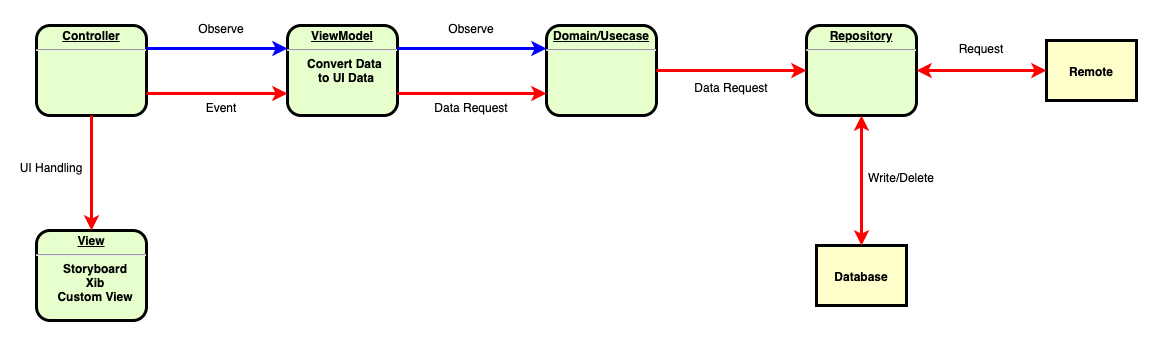 Controller
Observe
ViewModel
Convert Data
to UI Data
Observe
Domain/Usecase
Repository
Request
Remote
Event
Data Request
Data Request
UI Handling
Write/Delete
View
Storyboard
Xib
Custom View
Database